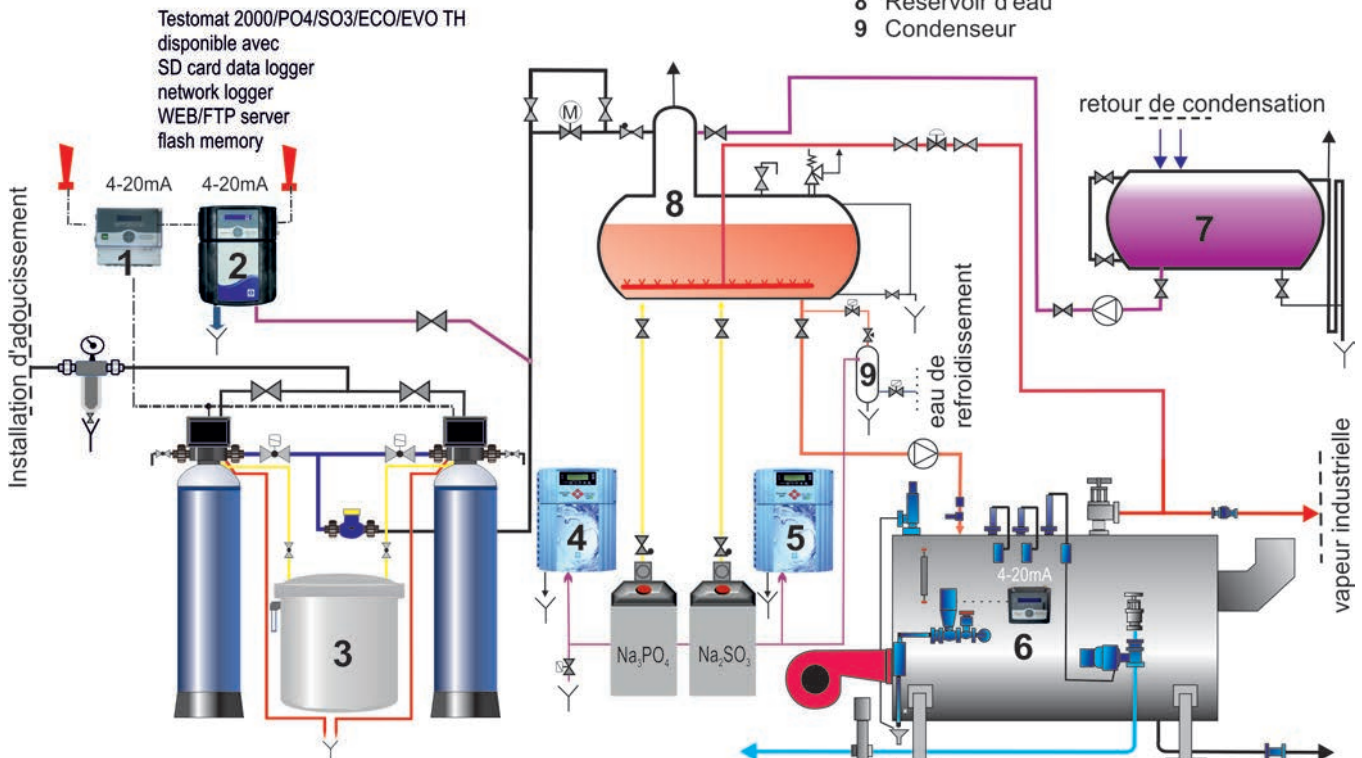 Testomat 2000/PO4/SO3/ECO/EVO TH
disponible avec
SD card data logger
network logger
WEB/FTP server
flash memory
8 Réservoir d'eau
9 Condenseur
4-20mA
4-20mA
1
2
Installation d'adoucissement
3
M
8
retour de condensation
7
9
eau de
refroidissement
4
5
Na₃PO₄
Na₂SO₃
4-20mA
6
vapeur industrielle